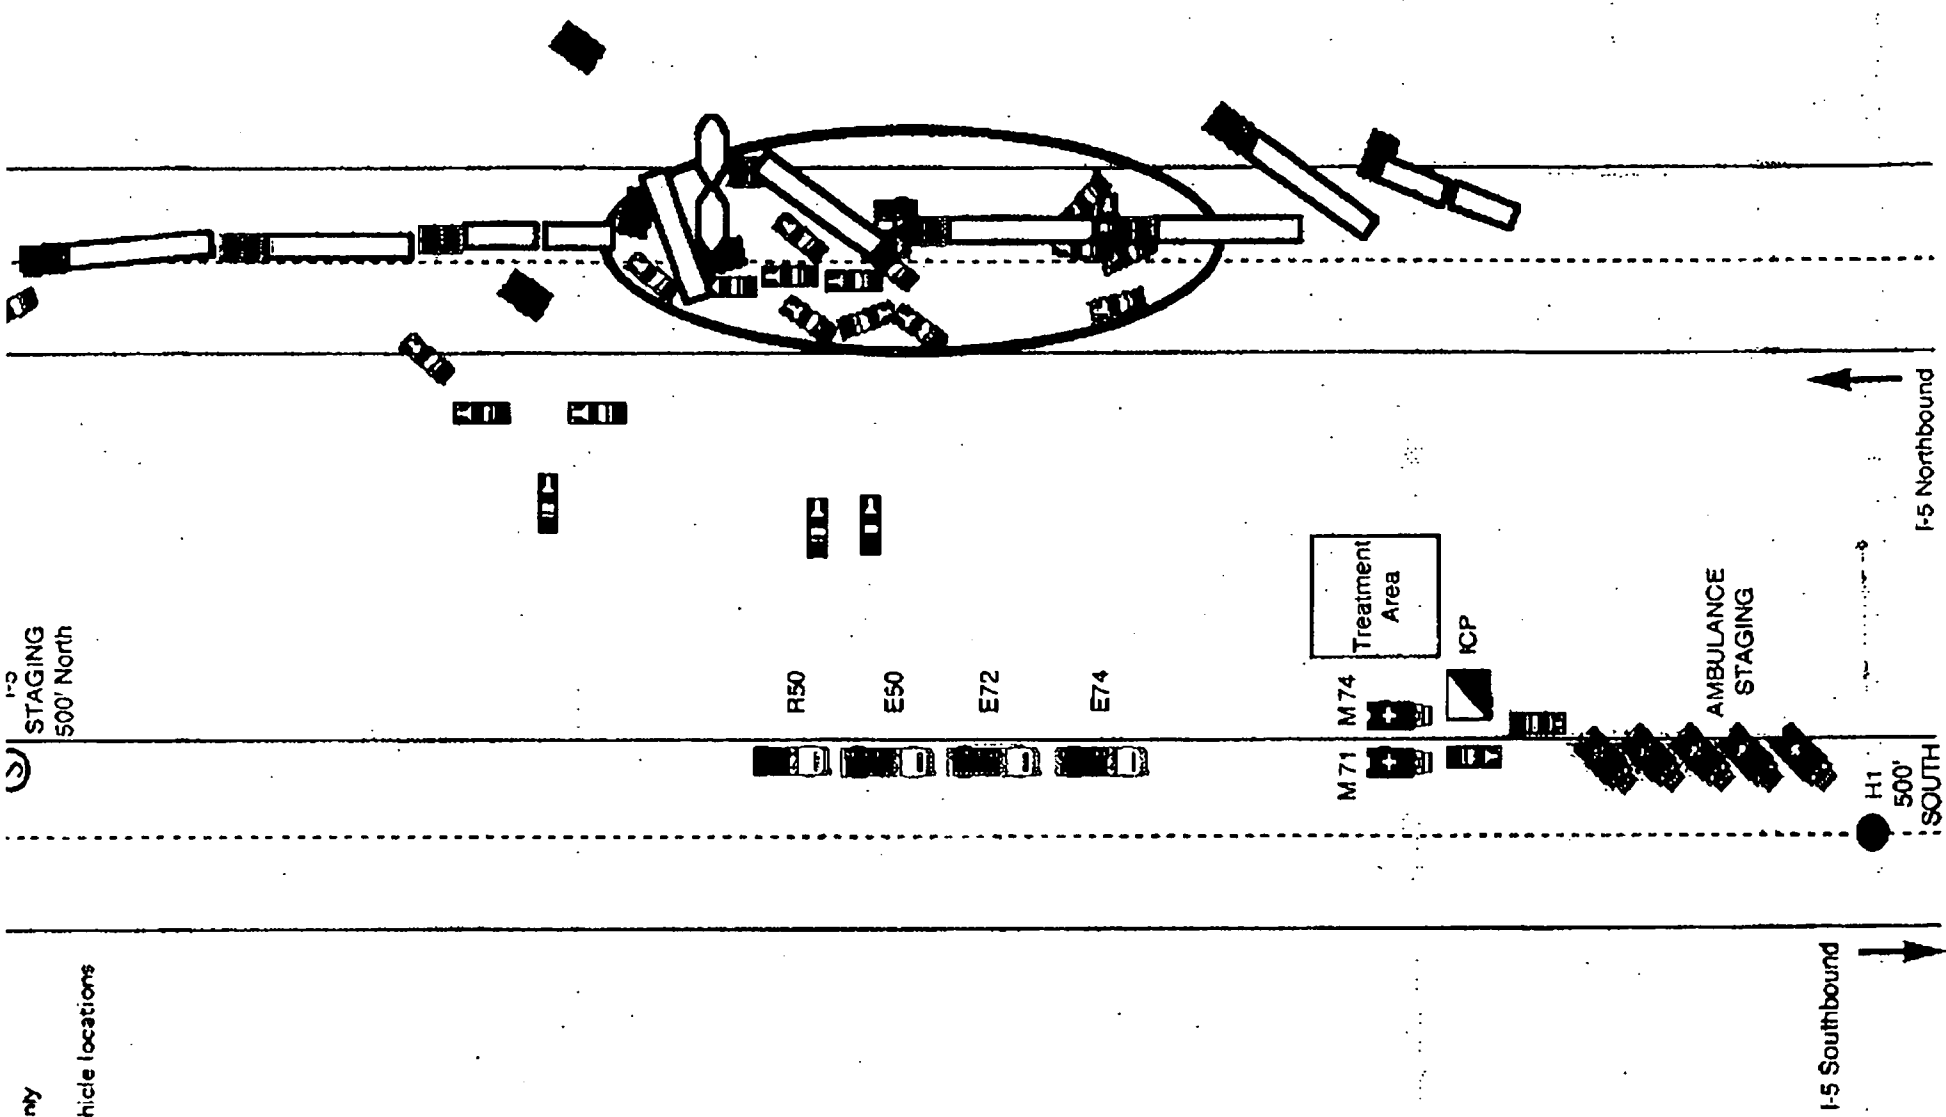 STAGING
500' North
R50
E50
E72
E74
M 71
M 74
Treatment
Area
ICP
AMBULANCE
STAGING
H1
500'
SOUTH
I-5 Northbound
I-5 Southbound
hicle locations